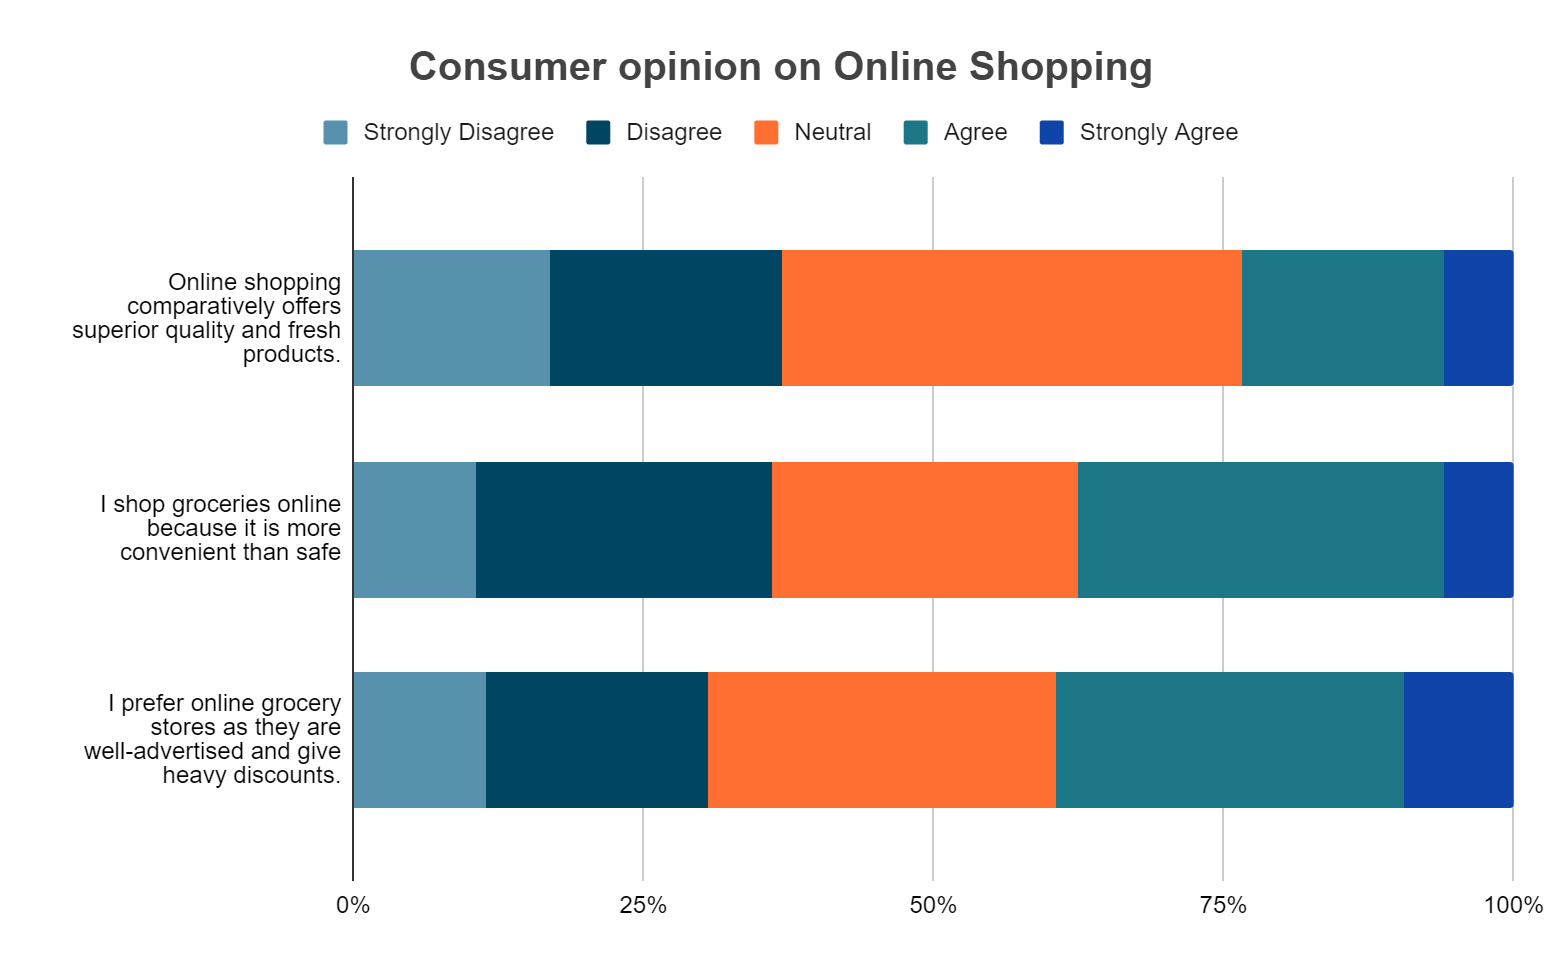 Consumer opinion on Online Shopping
Strongly Disagree Disagree Neutral Agree Strongly Agree
Online shopping
comparatively offers
superior quality and fresh
products.
I shop groceries online
because it is more
convenient than safe
I prefer online grocery
stores as they are
well-advertised and give
heavy discounts.
0% 25% 50% 75% 100%